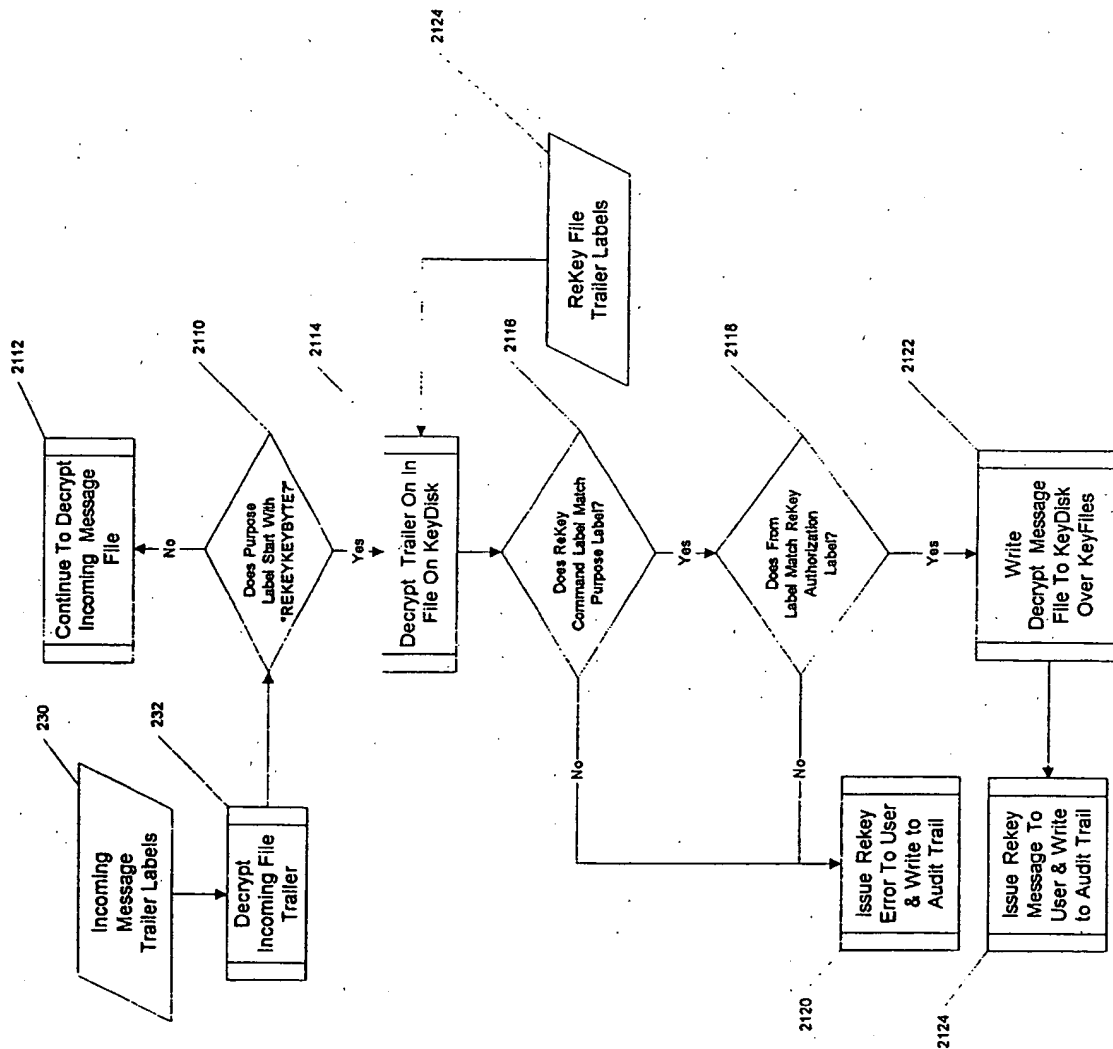 230
Incoming
Message
Trailer Labels
232
Decrypt
Incoming File
Trailer
2112
Continue To Decrypt
Incoming Message
File
No
2110
Does Purpose
Label Start With
"REKEYKEYBYTE?"
Yes
2114
Decrypt Trailer On In
File On KeyDisk
2124
ReKey File
Trailer Labels
2116
Does ReKey
Command Label Match
Purpose Label?
No
Yes
2118
Does From
Label Match ReKey
Authorization
Label?
No
Yes
2120
Issue Rekey
Error To User
& Write to
Audit Trail
2122
Write
Decrypt Message
File To KeyDisk
Over KeyFiles
2124
Issue Rekey
Message To
User & Write
to Audit Trail